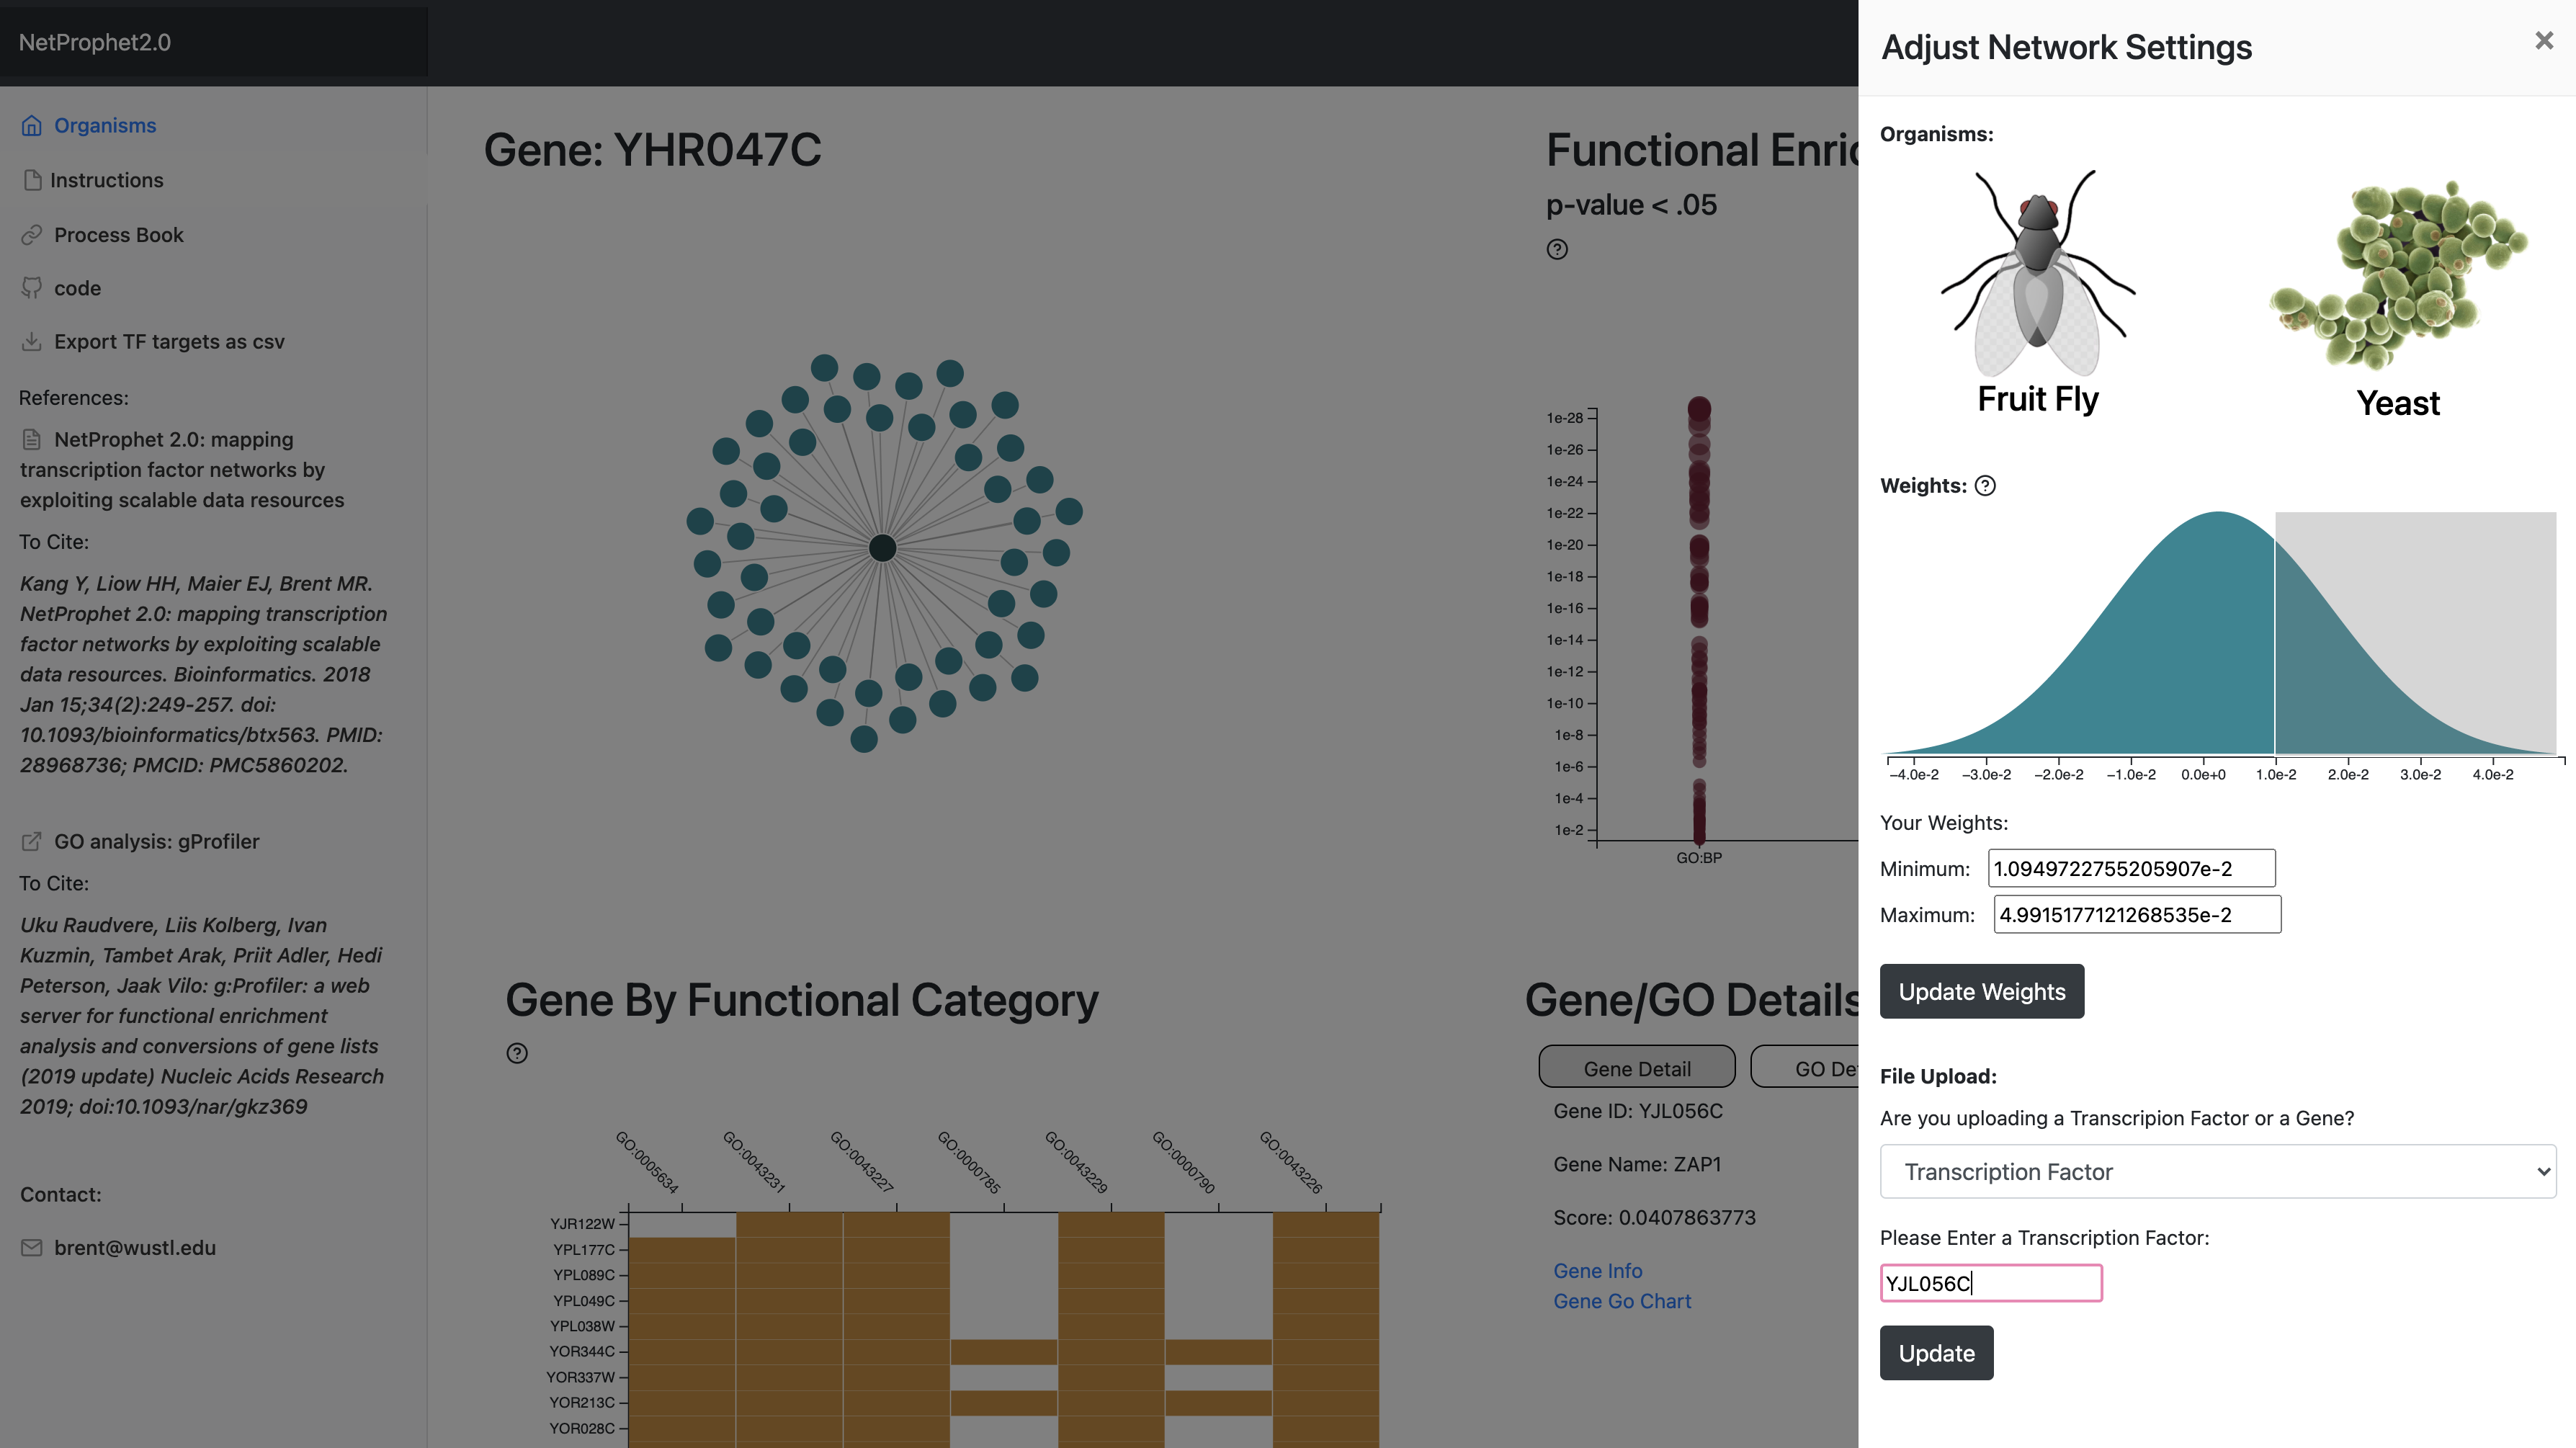 NetProphet2.0
Organisms
Instructions
Process Book
code
Export TF targets as csv
References:
NetProphet 2.0: mapping
transcription factor networks by
exploiting scalable data resources
To Cite:
Kang Y, Liow HH, Maier EJ, Brent MR.
NetProphet 2.0: mapping transcription
factor networks by exploiting scalable
data resources. Bioinformatics. 2018
Jan 15;34(2):249-257. doi:
10.1093/bioinformatics/btx563. PMID:
28968736; PMCID: PMC5860202.
GO analysis: gProfiler
To Cite:
Uku Raudvere, Liis Kolberg, Ivan
Kuzmin, Tambet Arak, Priit Adler, Hedi
Peterson, Jaak Vilo: g:Profiler: a web
server for functional enrichment
analysis and conversions of gene lists
(2019 update) Nucleic Acids Research
2019; doi:10.1093/nar/gkz369
Contact:
brent@wustl.edu
Gene: YHR047C
Functional Enric
p-value < .05
1e-28
1e-26
1e-24
1e-22
1e-20
1e-18
1e-16
1e-14
1e-12
1e-10
1e-8
1e-6
1e-4
1e-2
GO:BP
Gene By Functional Category
GO:0005634
GO:0043231
GO:0043227
GO:0000785
GO:0043229
GO:0000790
GO:0043226
YJR122W
YPL177C
YPL089C
YPL049C
YPL038W
YOR344C
YOR337W
YOR213C
YOR028C
Gene/GO Details
Gene Detail
GO De
Gene ID: YJL056C
Gene Name: ZAP1
Score: 0.0407863773
Gene Info
Gene Go Chart
Adjust Network Settings
×
Organisms:
Fruit Fly
Yeast
Weights:
−4.0e-2 −3.0e-2 −2.0e-2 −1.0e-2 0.0e+0 1.0e-2 2.0e-2 3.0e-2 4.0e-2
Your Weights:
Minimum: 1.0949722755205907e-2
Maximum: 4.9915177121268535e-2
Update Weights
File Upload:
Are you uploading a Transcripion Factor or a Gene?
Transcription Factor
Please Enter a Transcription Factor:
YJL056C
Update